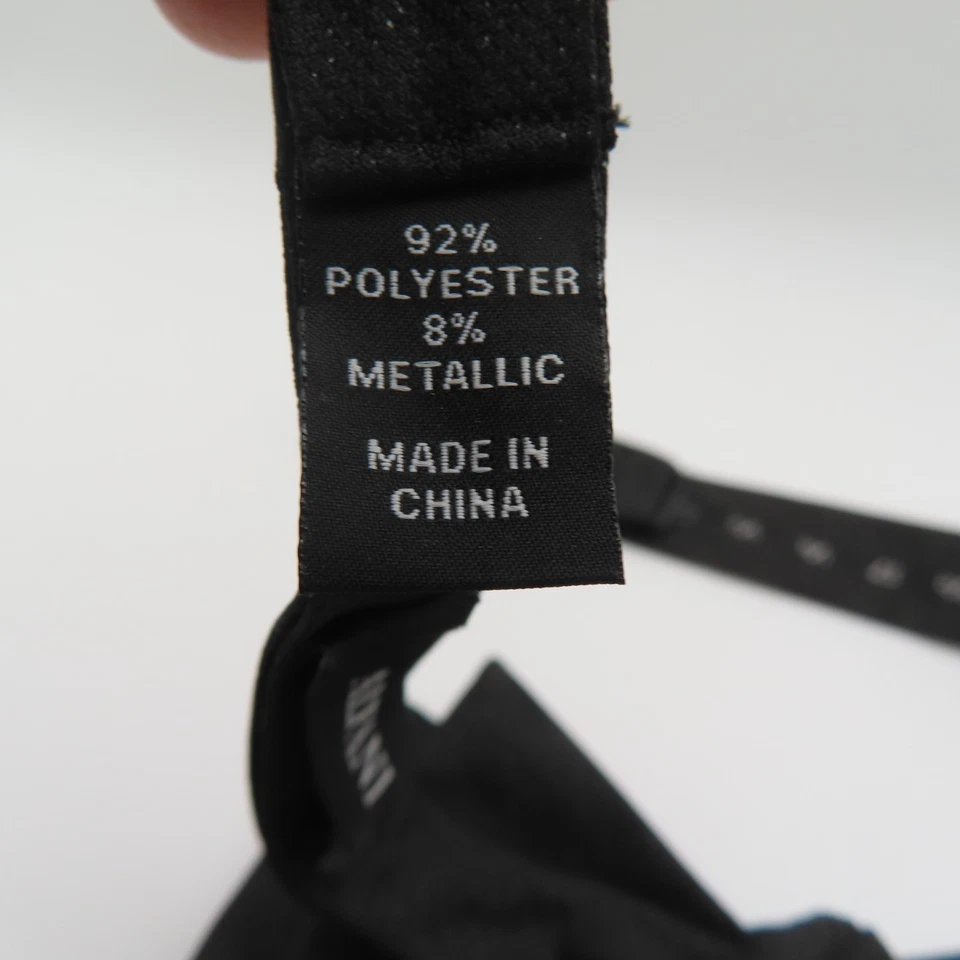 92%
POLYESTER
8%
METALLIC
MADE IN
CHINA